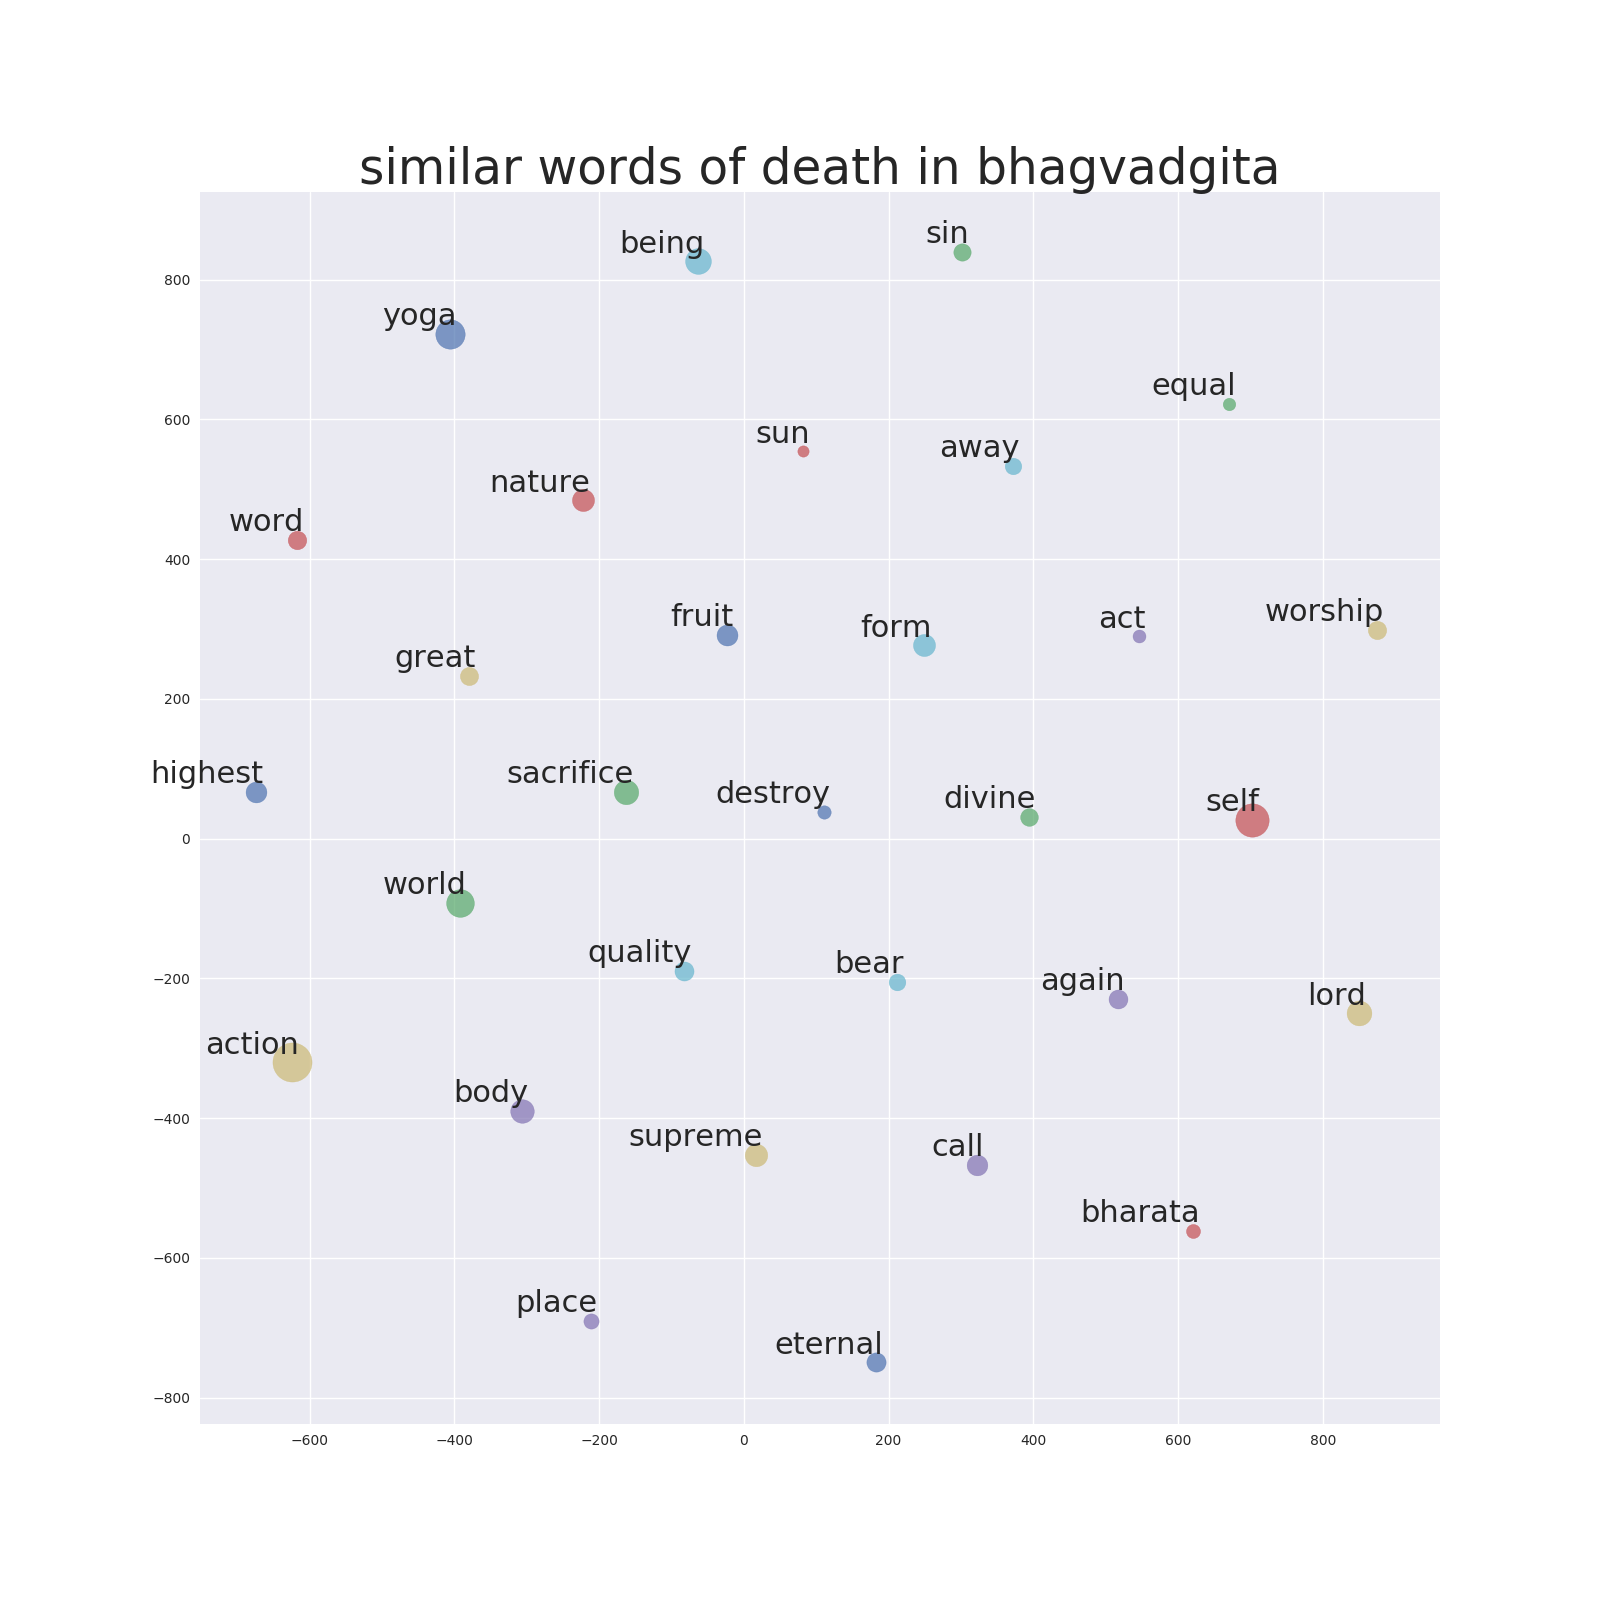 similar words of death in bhagvadgita
being
sin
yoga
800
equal
600
sun
away
nature
word
400
fruit
form
act
worship
great
200
highest
sacrifice
destroy
divine
self
0
world
quality
bear
again
lord
−200
action
body
−400
supreme
call
bharata
−600
place
eternal
−800
−600 −400 −200 0 200 400 600 800